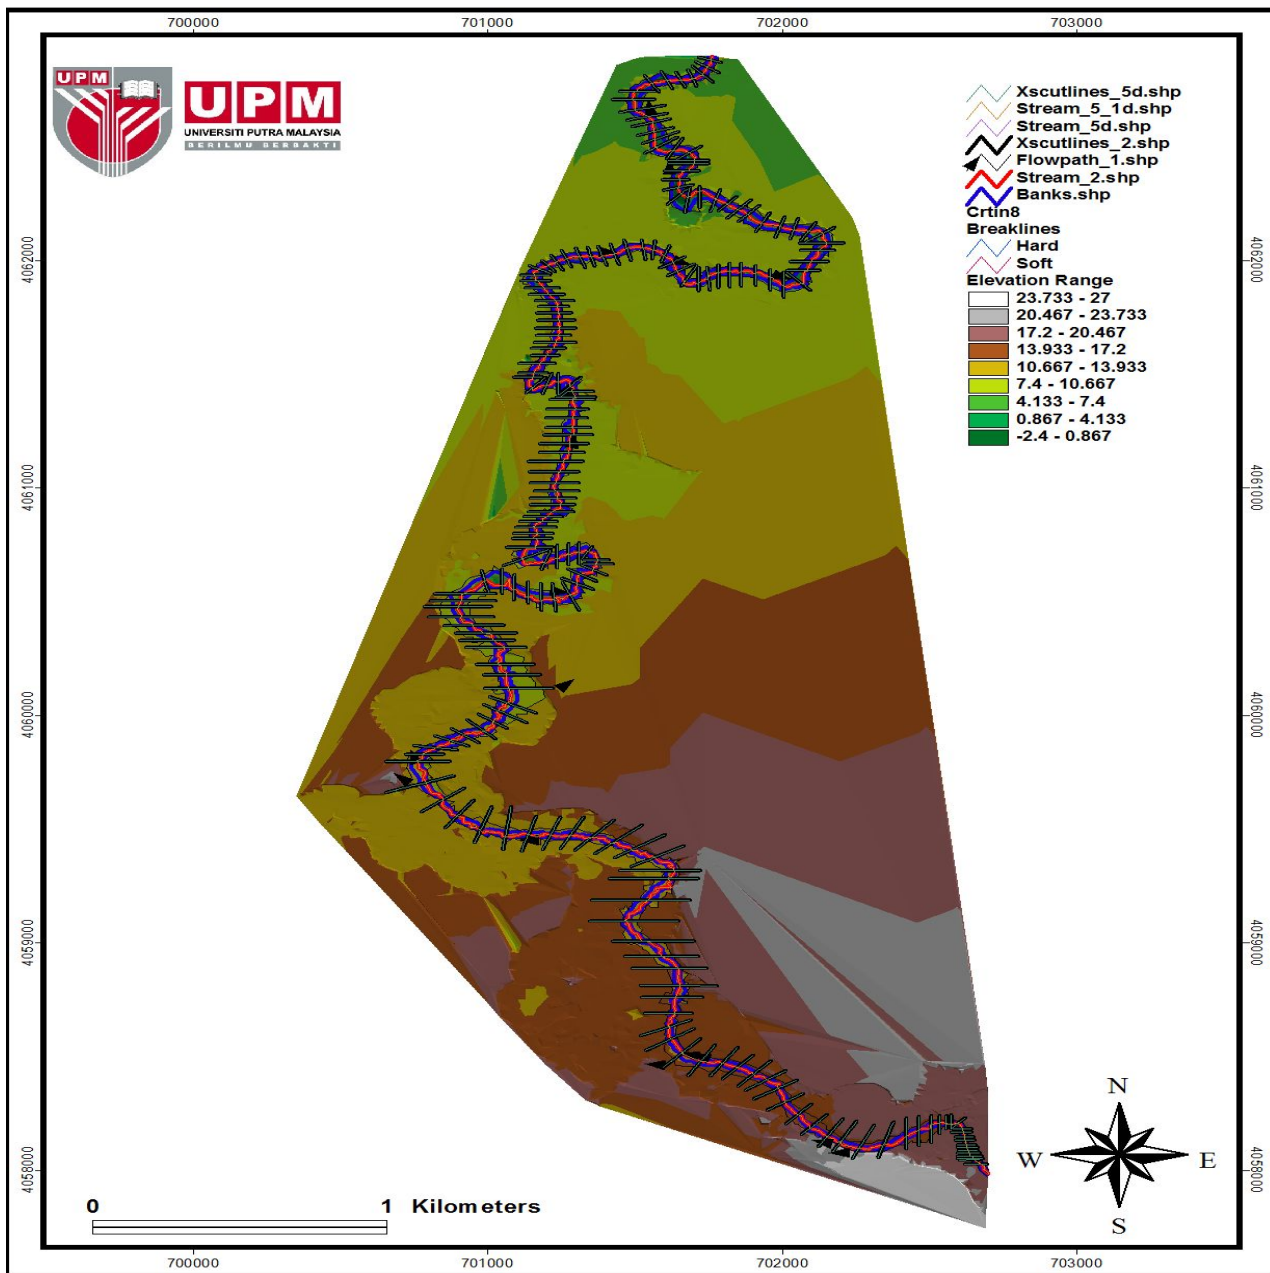 700000 701000 702000 703000
UPM
UPM
UNIVERSITI PUTRA MALAYSIA
BERILMU BERBAKTI
Xscutlines_5d.shp
Stream_5_1d.shp
Stream_5d.shp
Xscutlines_2.shp
Flowpath_1.shp
Stream_2.shp
Banks.shp
Crtin8
Breaklines
Hard
Soft
Elevation Range
23.733 - 27
20.467 - 23.733
17.2 - 20.467
13.933 - 17.2
10.667 - 13.933
7.4 - 10.667
4.133 - 7.4
0.867 - 4.133
-2.4 - 0.867
4062000 4062000
4061000 4061000
4060000 4060000
4059000 4059000
4058000 4058000
N
W E
S
0 1 Kilometers
700000 701000 702000 703000